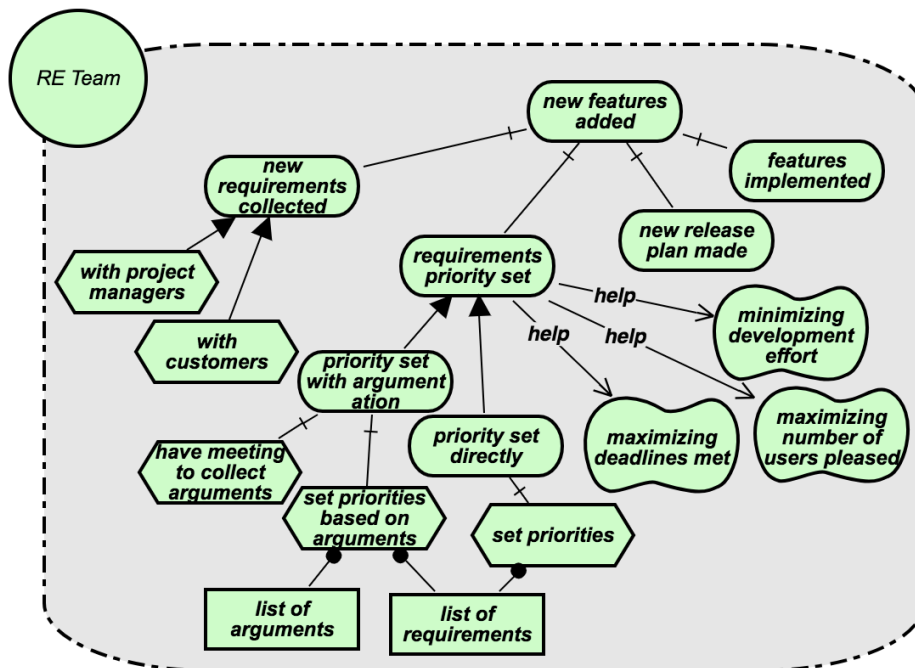 RE Team
new features
added
new
requirements
collected
features
implemented
new release
plan made
requirements
priority set
with project
managers
help
minimizing
development
effort
with
customers
help
help
priority set
with argument
ation
maximizing
number of
users pleased
maximizing
deadlines met
priority set
directly
have meeting
to collect
arguments
set priorities
based on
arguments
set priorities
list of
arguments
list of
requirements